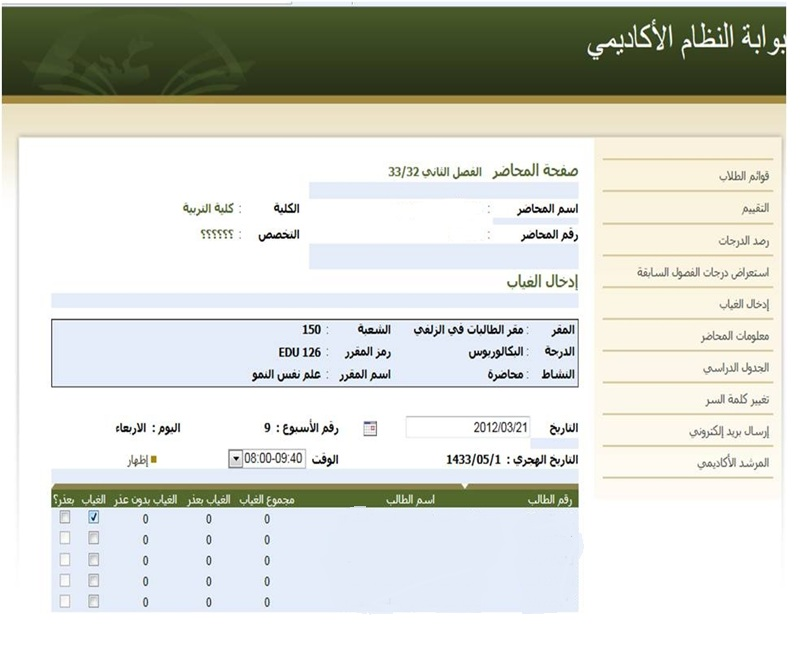 بوابة النظام الأكاديمي
قوائم الطلاب
التقييم
رصد الدرجات
استعراض درجات الفصول السابقة
إدخال الغياب
معلومات المحاضر
الجدول الدراسي
تغيير كلمة السر
إرسال بريد إلكتروني
المرشد الأكاديمي
صفحة المحاضر الفصل الثاني 33/32
اسم المحاضر : الكلية : كلية التربية
رقم المحاضر : التخصص : ??????
إدخال الغياب
المقر : مقر الطالبات في الزلفي الشعبة : 150
الدرجة : البكالوريوس رمز المقرر : EDU 126
النشاط : محاضرة اسم المقرر : علم نفس النمو
التاريخ 2012/03/21 رقم الأسبوع : 9 اليوم : الاربعاء
التاريخ الهجري : 1433/05/1 الوقت 08:00-09:40 إظهار
رقم الطالب اسم الطالب مجموع الغياب الغياب بعذر الغياب بدون عذر الغياب بعذر؟
0 0 0
0 0 0
0 0 0
0 0 0
0 0 0